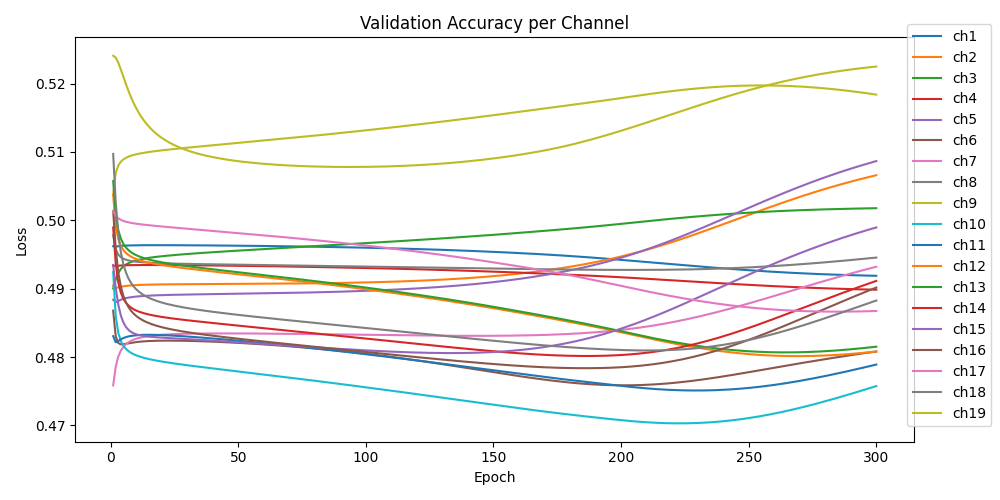 Validation Accuracy per Channel
Loss
0.52
0.51
0.50
0.49
0.48
0.47
0
50
100
150
200
250
300
Epoch
ch1
ch2
ch3
ch4
ch5
ch6
ch7
ch8
ch9
ch10
ch11
ch12
ch13
ch14
ch15
ch16
ch17
ch18
ch19